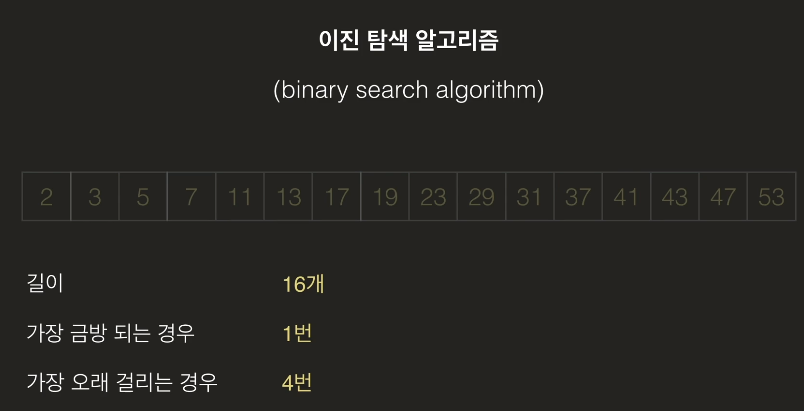 이진 탐색 알고리즘
(binary search algorithm)
2 3 5 7 11 13 17 19 23 29 31 37 41 43 47 53
길이 16개
가장 금방 되는 경우 1번
가장 오래 걸리는 경우 4번